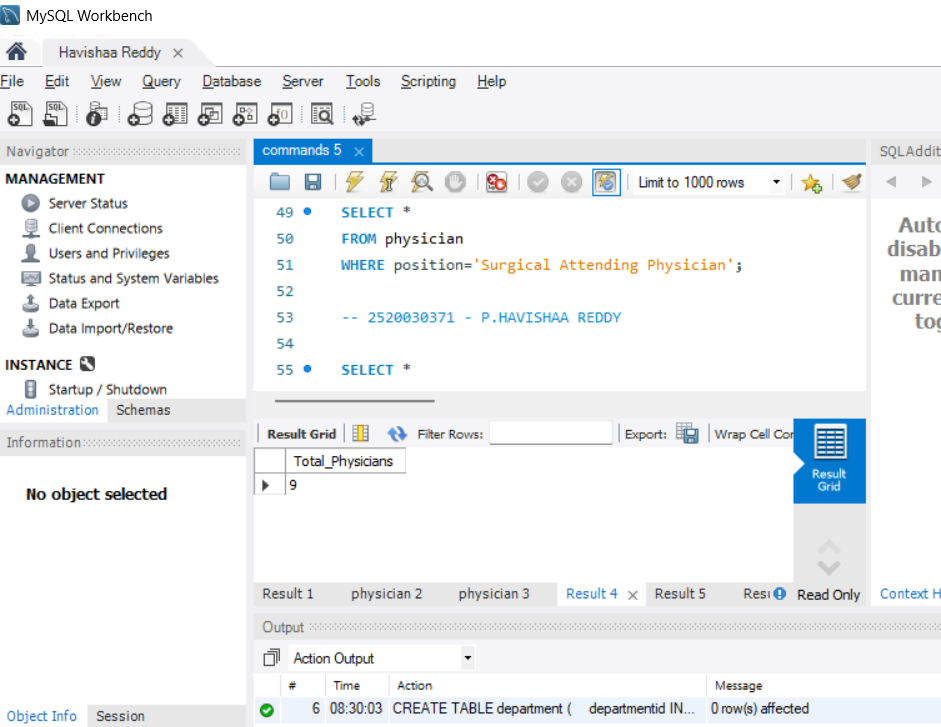 MySQL Workbench
Havishaa Reddy
File Edit View Query Database Server Tools Scripting Help
Navigator
MANAGEMENT
Server Status
Client Connections
Users and Privileges
Status and System Variables
Data Export
Data Import/Restore
INSTANCE
Startup / Shutdown
Administration Schemas
Information
No object selected
Object Info Session
commands 5
Limit to 1000 rows
49 SELECT *
50 FROM physician
51 WHERE position='Surgical Attending Physician';
52
53 -- 2520030371 - P.HAVISHAA REDDY
54
55 SELECT *
Result Grid Filter Rows: Export: Wrap Cell Con
Total_Physicians
9
Result
Grid
Result 1 physician 2 physician 3 Result 4 Result 5 Resu Read Only
Output
Action Output
# Time Action Message
6 08:30:03 CREATE TABLE department ( departmentid IN... 0 row(s) affected
SQLAddit
Auto
disab
man
curre
tog
Context H